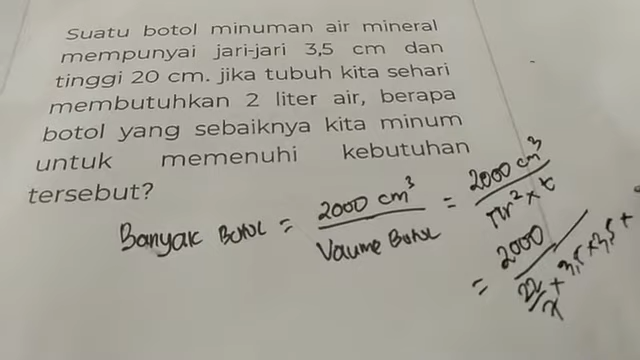 Suatu botol minuman air mineral
mempunyai jari-jari 3,5 cm dan
tinggi 20 cm. jika tubuh kita sehari
membutuhkan 2 liter air, berapa
botol yang sebaiknya kita minum
untuk memenuhi kebutuhan
tersebut?
Banyak Botol = 2000 cm³ / Voume Botol = 2000 cm³ / πr² × t
= 2000 / 22/7 × 3,5 × 3,5 ×